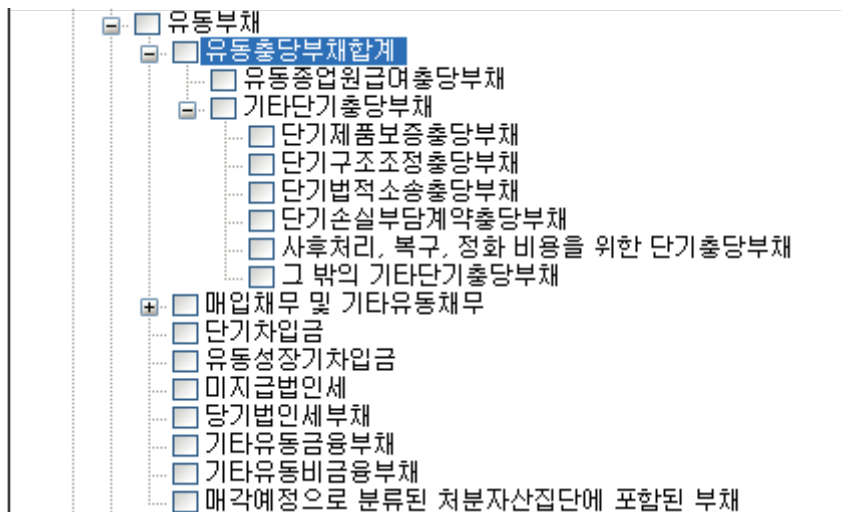 유동부채
유동충당부채합계
유동종업원급여충당부채
기타단기충당부채
단기제품보증충당부채
단기구조조정충당부채
단기법적소송충당부채
단기손실부담계약충당부채
사후처리, 복구, 정화 비용을 위한 단기충당부채
그 밖의 기타단기충당부채
매입채무 및 기타유동채무
단기차입금
유동성장기차입금
미지급법인세
당기법인세부채
기타유동금융부채
기타유동비금융부채
매각예정으로 분류된 처분자산집단에 포함된 부채